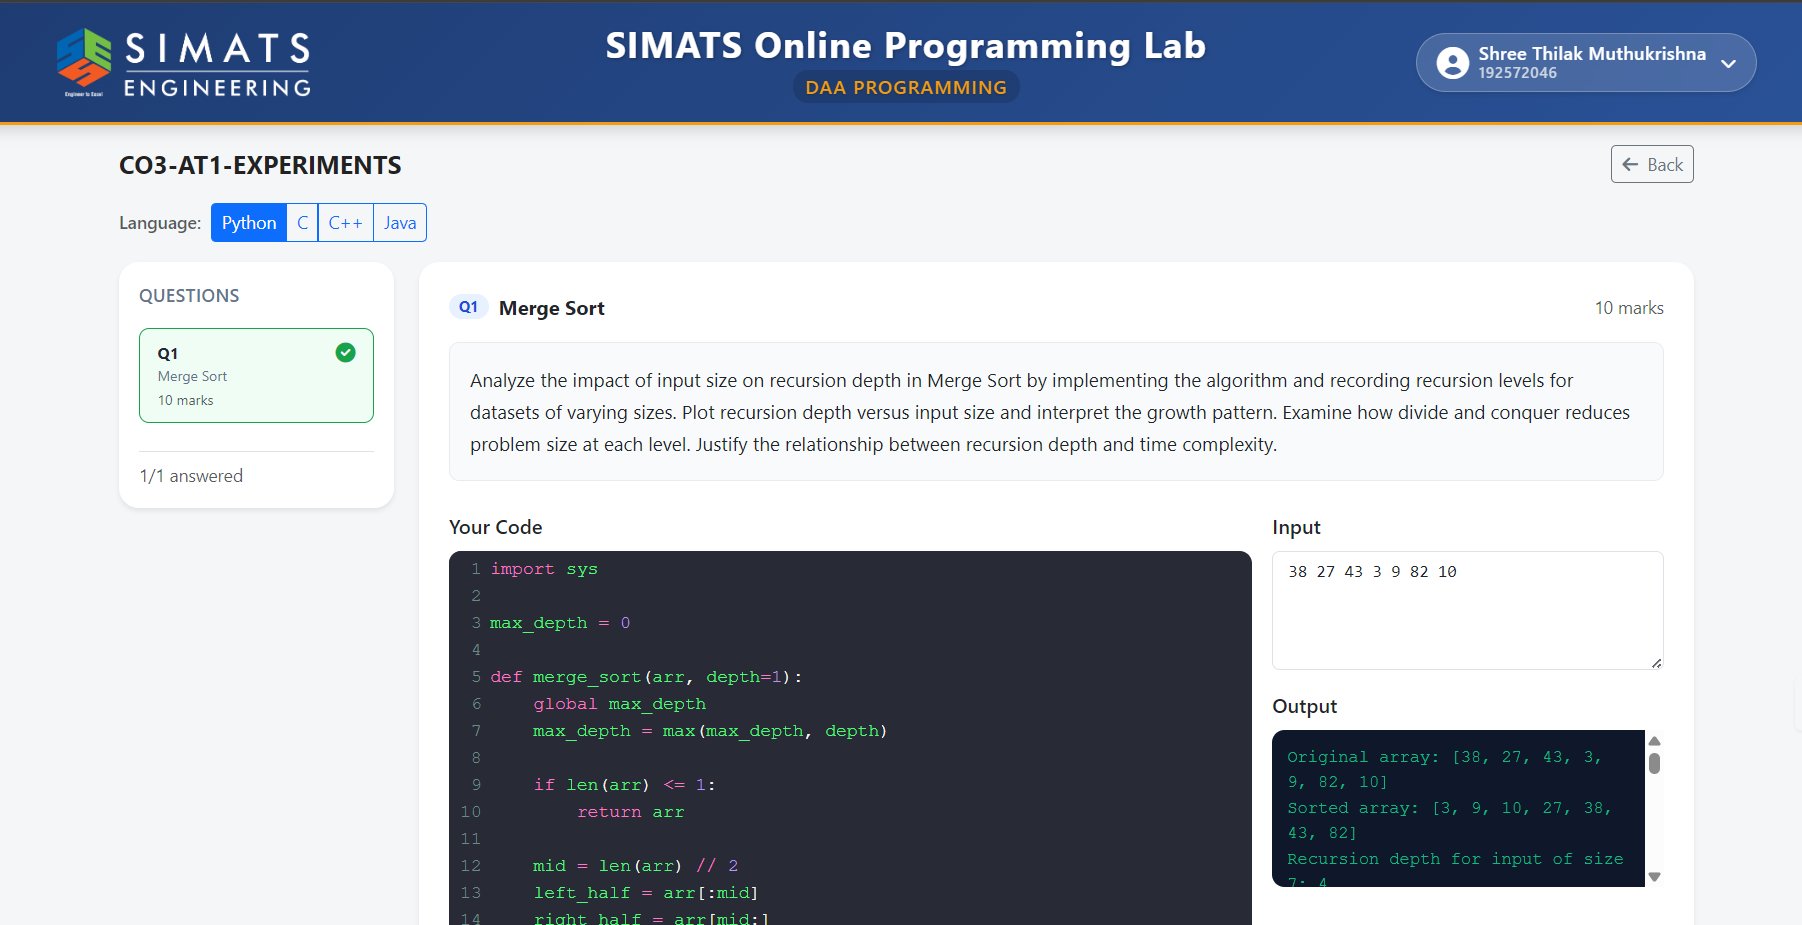 SIMATS
ENGINEERING
Engineer to Excel
SIMATS Online Programming Lab
DAA PROGRAMMING
Shree Thilak Muthukrishna
192572046
CO3-AT1-EXPERIMENTS
Back
Language: Python C C++ Java
QUESTIONS
Q1
Merge Sort
10 marks
1/1 answered
Q1 Merge Sort
10 marks
Analyze the impact of input size on recursion depth in Merge Sort by implementing the algorithm and recording recursion levels for
datasets of varying sizes. Plot recursion depth versus input size and interpret the growth pattern. Examine how divide and conquer reduces
problem size at each level. Justify the relationship between recursion depth and time complexity.
Your Code
1 import sys
2
3 max_depth = 0
4
5 def merge_sort(arr, depth=1):
6     global max_depth
7     max_depth = max(max_depth, depth)
8
9     if len(arr) <= 1:
10         return arr
11
12     mid = len(arr) // 2
13     left_half = arr[:mid]
14     right_half = arr[mid:]
Input
38 27 43 3 9 82 10
Output
Original array: [38, 27, 43, 3,
9, 82, 10]
Sorted array: [3, 9, 10, 27, 38,
43, 82]
Recursion depth for input of size
7: 4